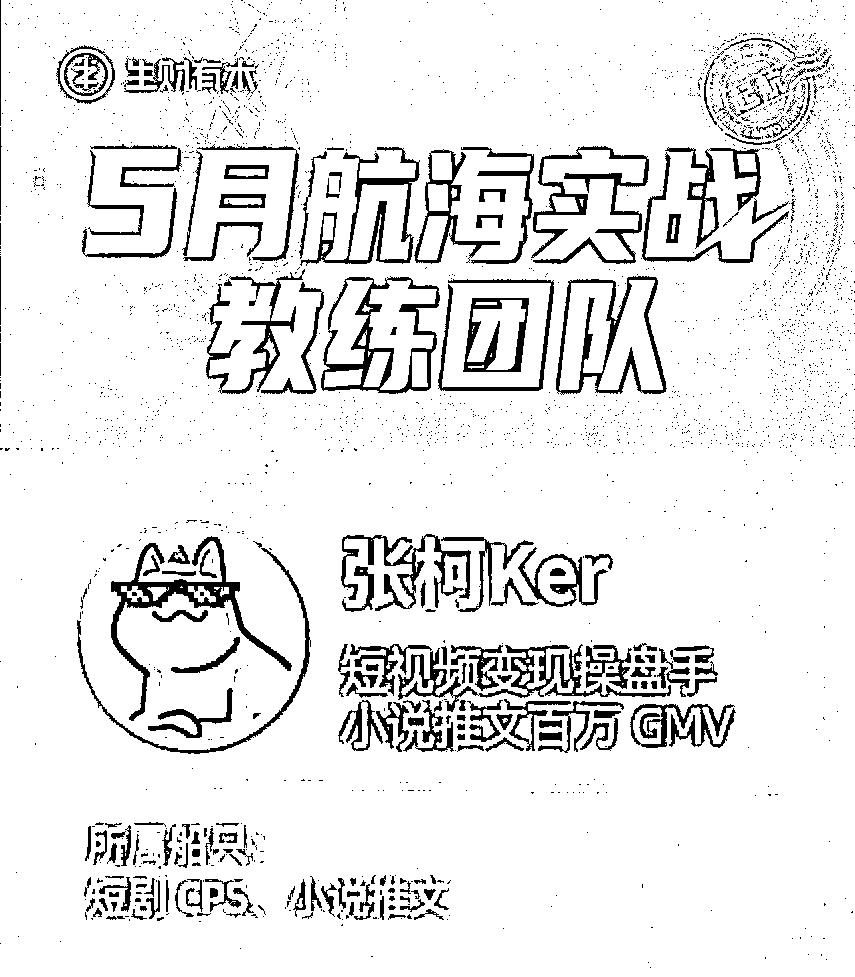 生财有术
5月航海实战
教练团队
张柯Ker
短视频变现操盘手
小说推文百万 GMV
所属船只:
短剧 CPS、小说推文